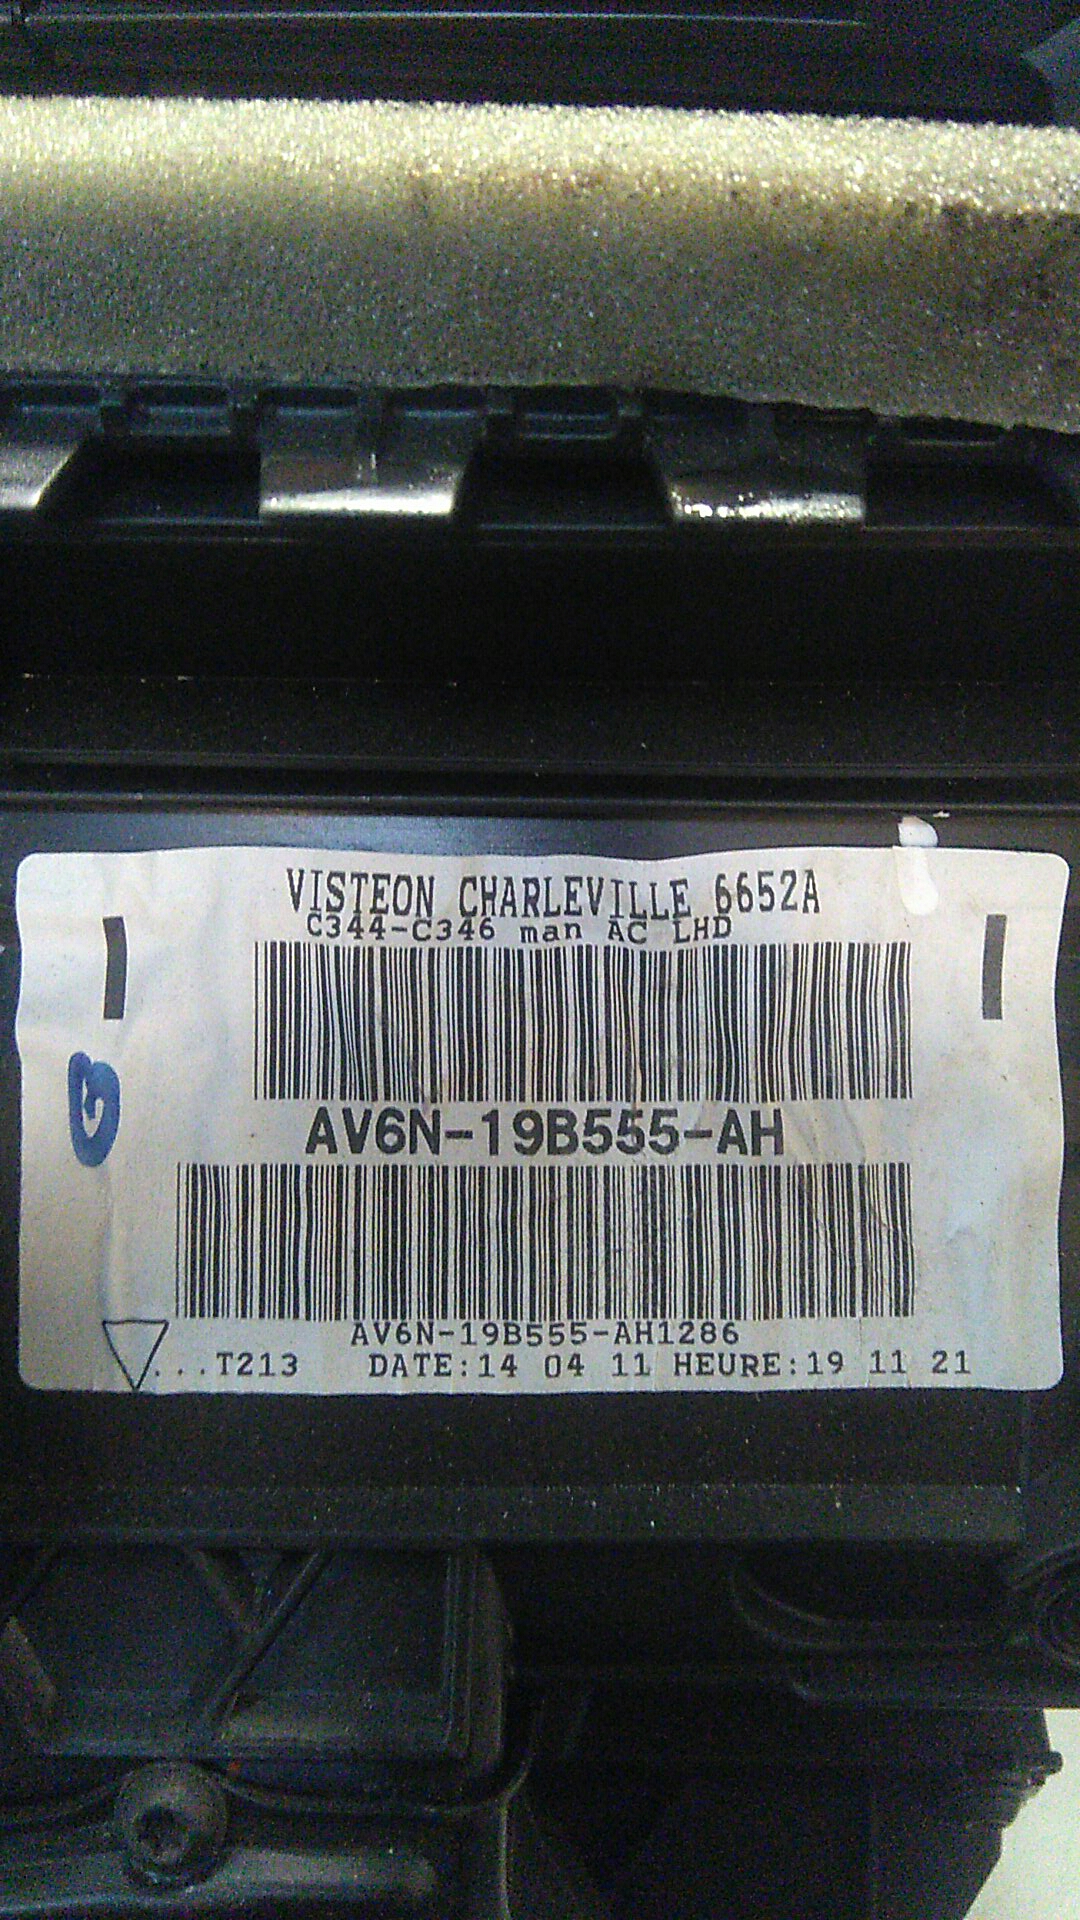 VISTEON CHARLEVILLE 6652A
C344-C346 man AC LHD
AV6N-19B555-AH
AV6N-19B555-AH1286
...T213 DATE:14 04 11 HEURE:19 11 21